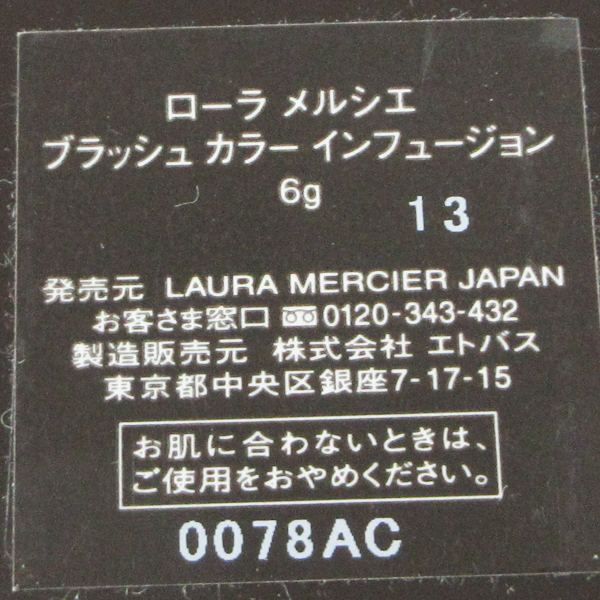 ローラ メルシエ
ブラッシュ カラー インフュージョン
6g
13
発売元 LAURA MERCIER JAPAN
お客さま窓口 0120-343-432
製造販売元 株式会社 エトバス
東京都中央区銀座7-17-15
お肌に合わないときは、
ご使用をおやめください。
0078AC